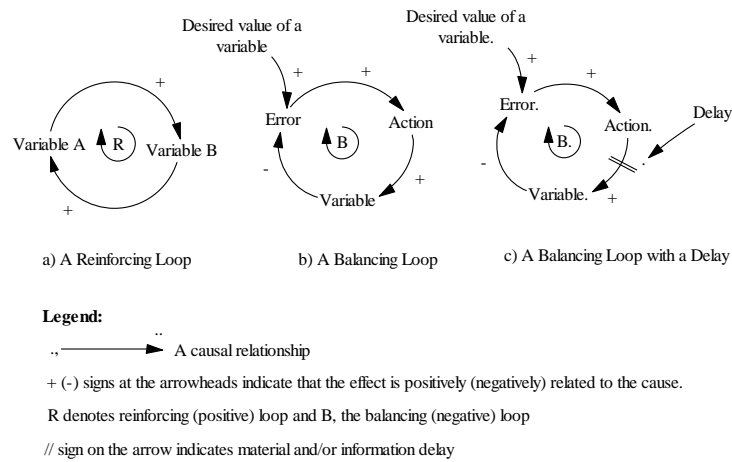 Desired value of a
variable
+
+
Error
Action
B
-
+
Variable
b) A Balancing Loop
+
Variable A
R
Variable B
+
a) A Reinforcing Loop
Desired value of a
variable.
+
+
Error.
Action.
Delay
B.
.
-
Variable.
+
c) A Balancing Loop with a Delay
Legend:
..
.,
A causal relationship
+ (-) signs at the arrowheads indicate that the effect is positively (negatively) related to the cause.
R denotes reinforcing (positive) loop and B, the balancing (negative) loop
// sign on the arrow indicates material and/or information delay